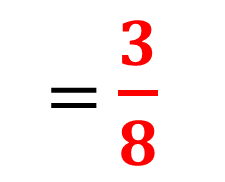 = 3/8